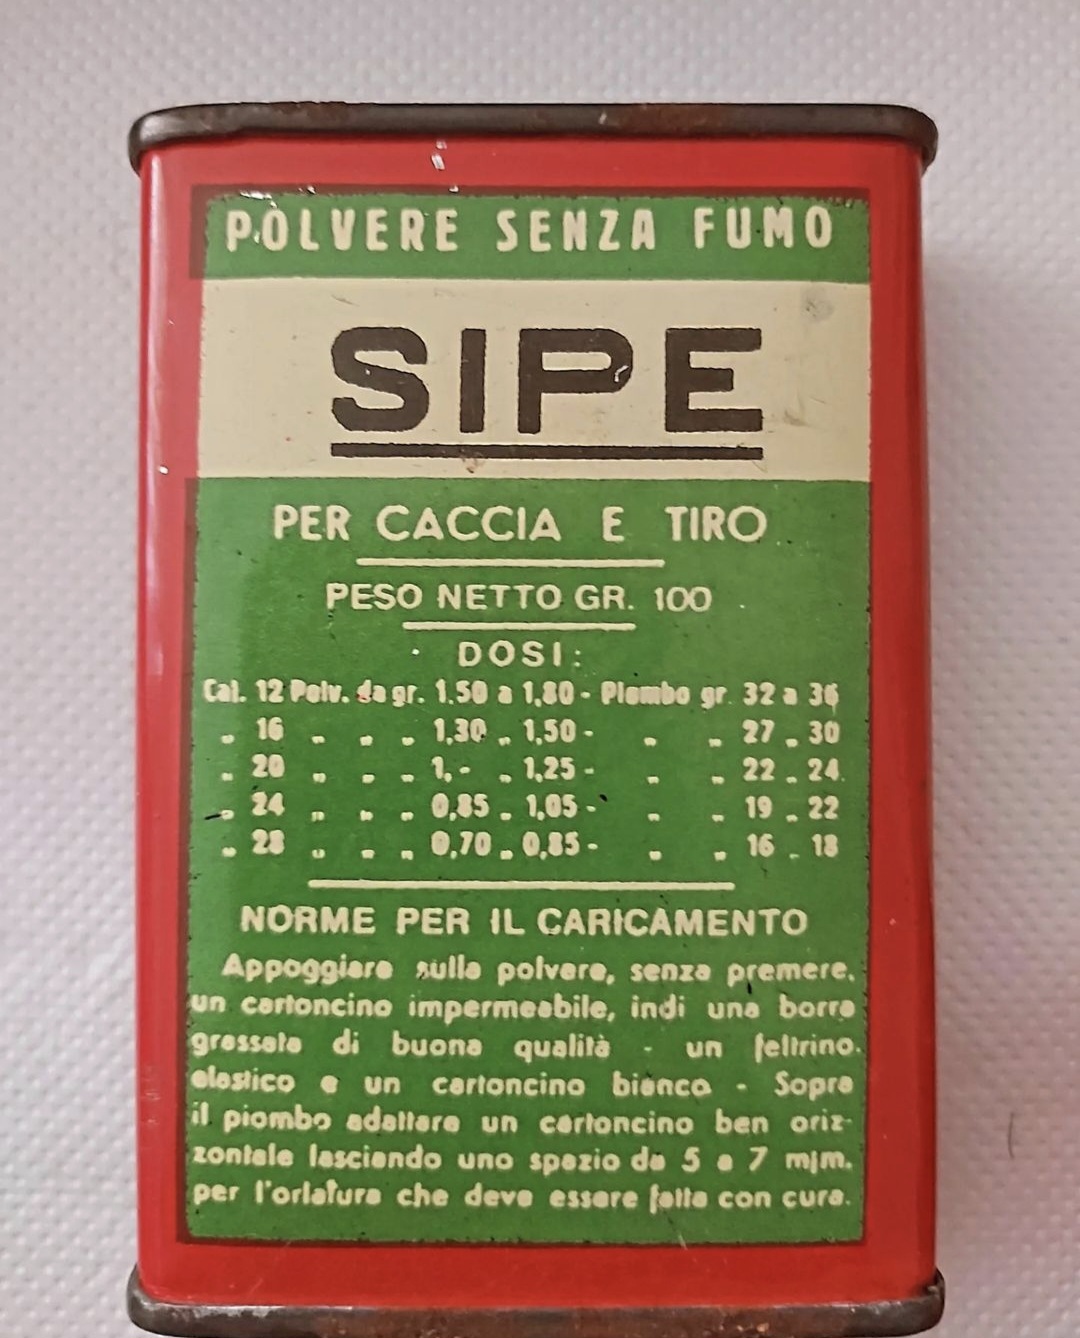 POLVERE SENZA FUMO
SIPE
PER CACCIA E TIRO
PESO NETTO GR. 100
DOSI:
Cal. 12 Polv. da gr. 1.50 a 1,80 - Piombo gr. 32 a 36
„ 16 „ „ „ 1,30 „ 1,50 - „ „ 27 „ 30
„ 20 „ „ „ 1,- „ 1,25 - „ „ 22 „ 24
„ 24 „ „ „ 0,85 „ 1,05 - „ „ 19 „ 22
„ 28 „ „ „ 0,70 „ 0,85 - „ „ 16 „ 18
NORME PER IL CARICAMENTO
Appoggiare sulla polvere, senza premere,
un cartoncino impermeabile, indi una borra
grassata di buona qualità - un feltrino
elastico e un cartoncino bianco - Sopra
il piombo adattare un cartoncino ben oriz-
zontale lasciando uno spazio da 5 a 7 m|m.
per l'orlatura che deve essere fatta con cura.